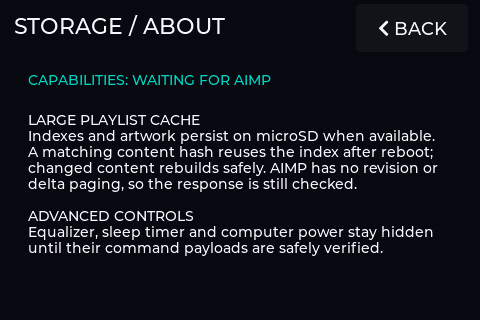 STORAGE / ABOUT
BACK
CAPABILITIES: WAITING FOR AIMP
LARGE PLAYLIST CACHE
Indexes and artwork persist on microSD when available.
A matching content hash reuses the index after reboot;
changed content rebuilds safely. AIMP has no revision or
delta paging, so the response is still checked.
ADVANCED CONTROLS
Equalizer, sleep timer and computer power stay hidden
until their command payloads are safely verified.